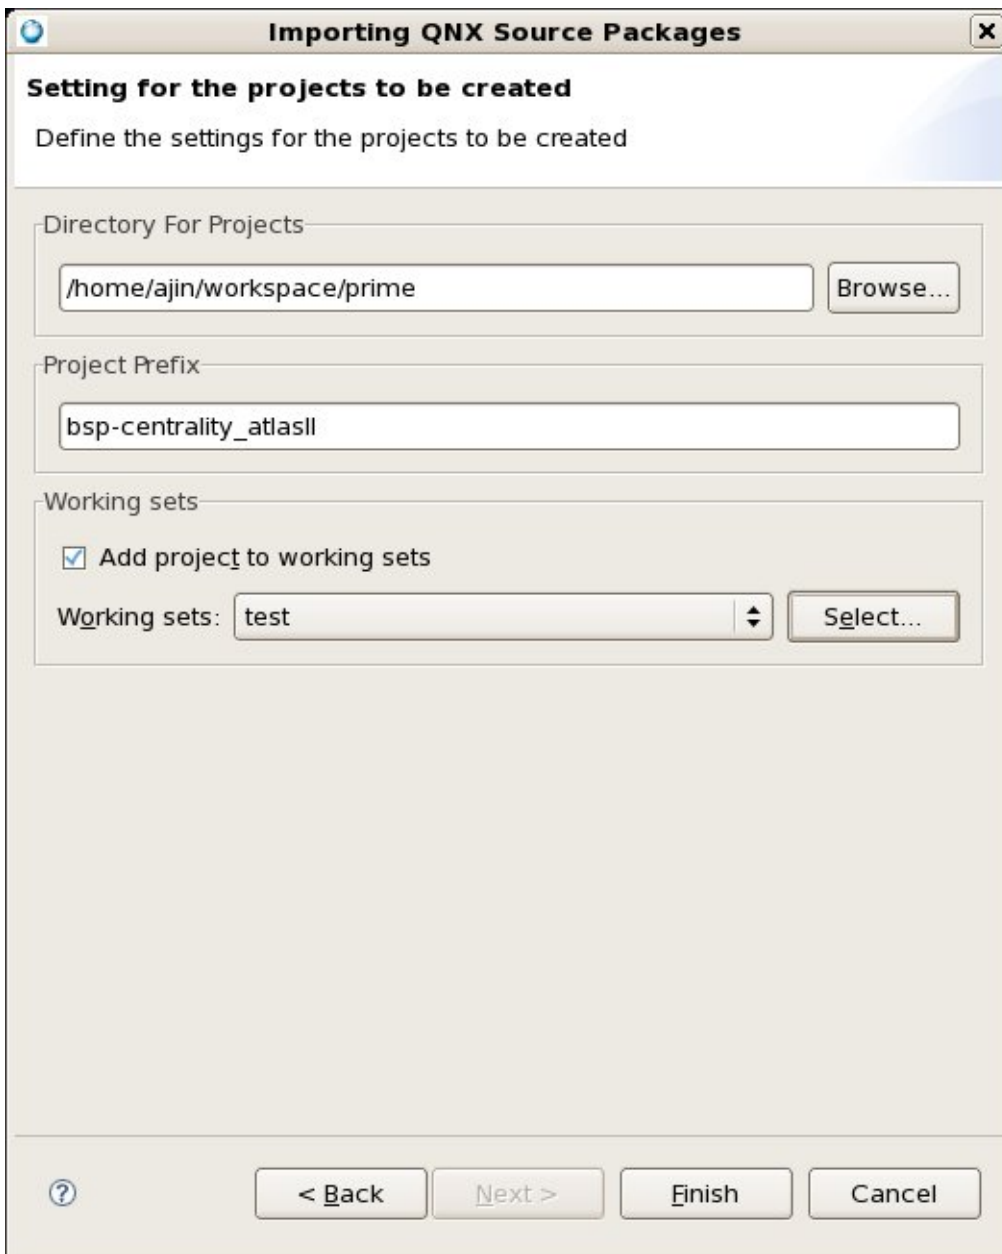 Importing QNX Source Packages
Setting for the projects to be created
Define the settings for the projects to be created
Directory For Projects
/home/ajin/workspace/prime
Browse...
Project Prefix
bsp-centrality_atlasII
Working sets
Add project to working sets
Working sets:
test
Select...
?
< Back
Next >
Finish
Cancel